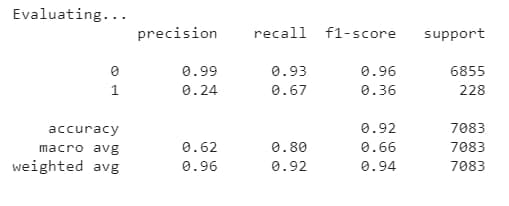 Evaluating...
precision recall f1-score support
0 0.99 0.93 0.96 6855
1 0.24 0.67 0.36 228
accuracy 0.92 7083
macro avg 0.62 0.80 0.66 7083
weighted avg 0.96 0.92 0.94 7083